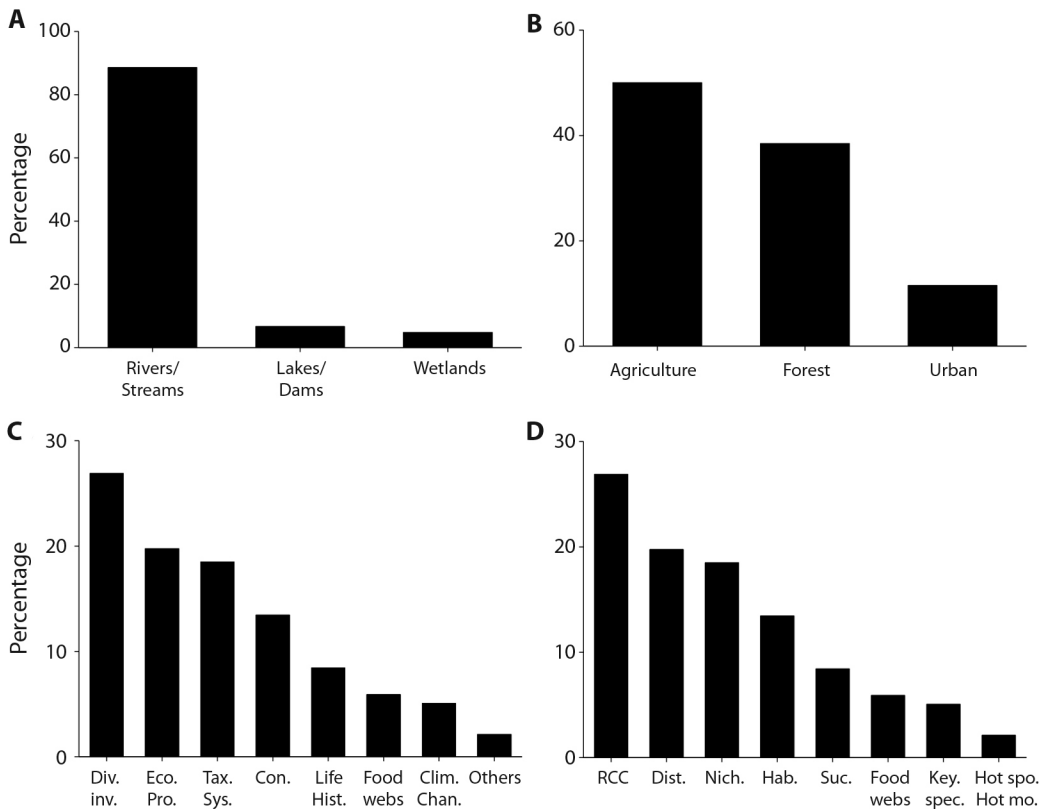 A
Percentage
100
80
60
40
20
0
Rivers/
Streams
Lakes/
Dams
Wetlands
B
60
40
20
0
Agriculture
Forest
Urban
C
Percentage
30
20
10
0
Div.
inv.
Eco.
Pro.
Tax.
Sys.
Con.
Life
Hist.
Food
webs
Clim.
Chan.
Others
D
30
20
10
0
RCC
Dist.
Nich.
Hab.
Suc.
Food
webs
Key.
spec.
Hot spo.
Hot mo.